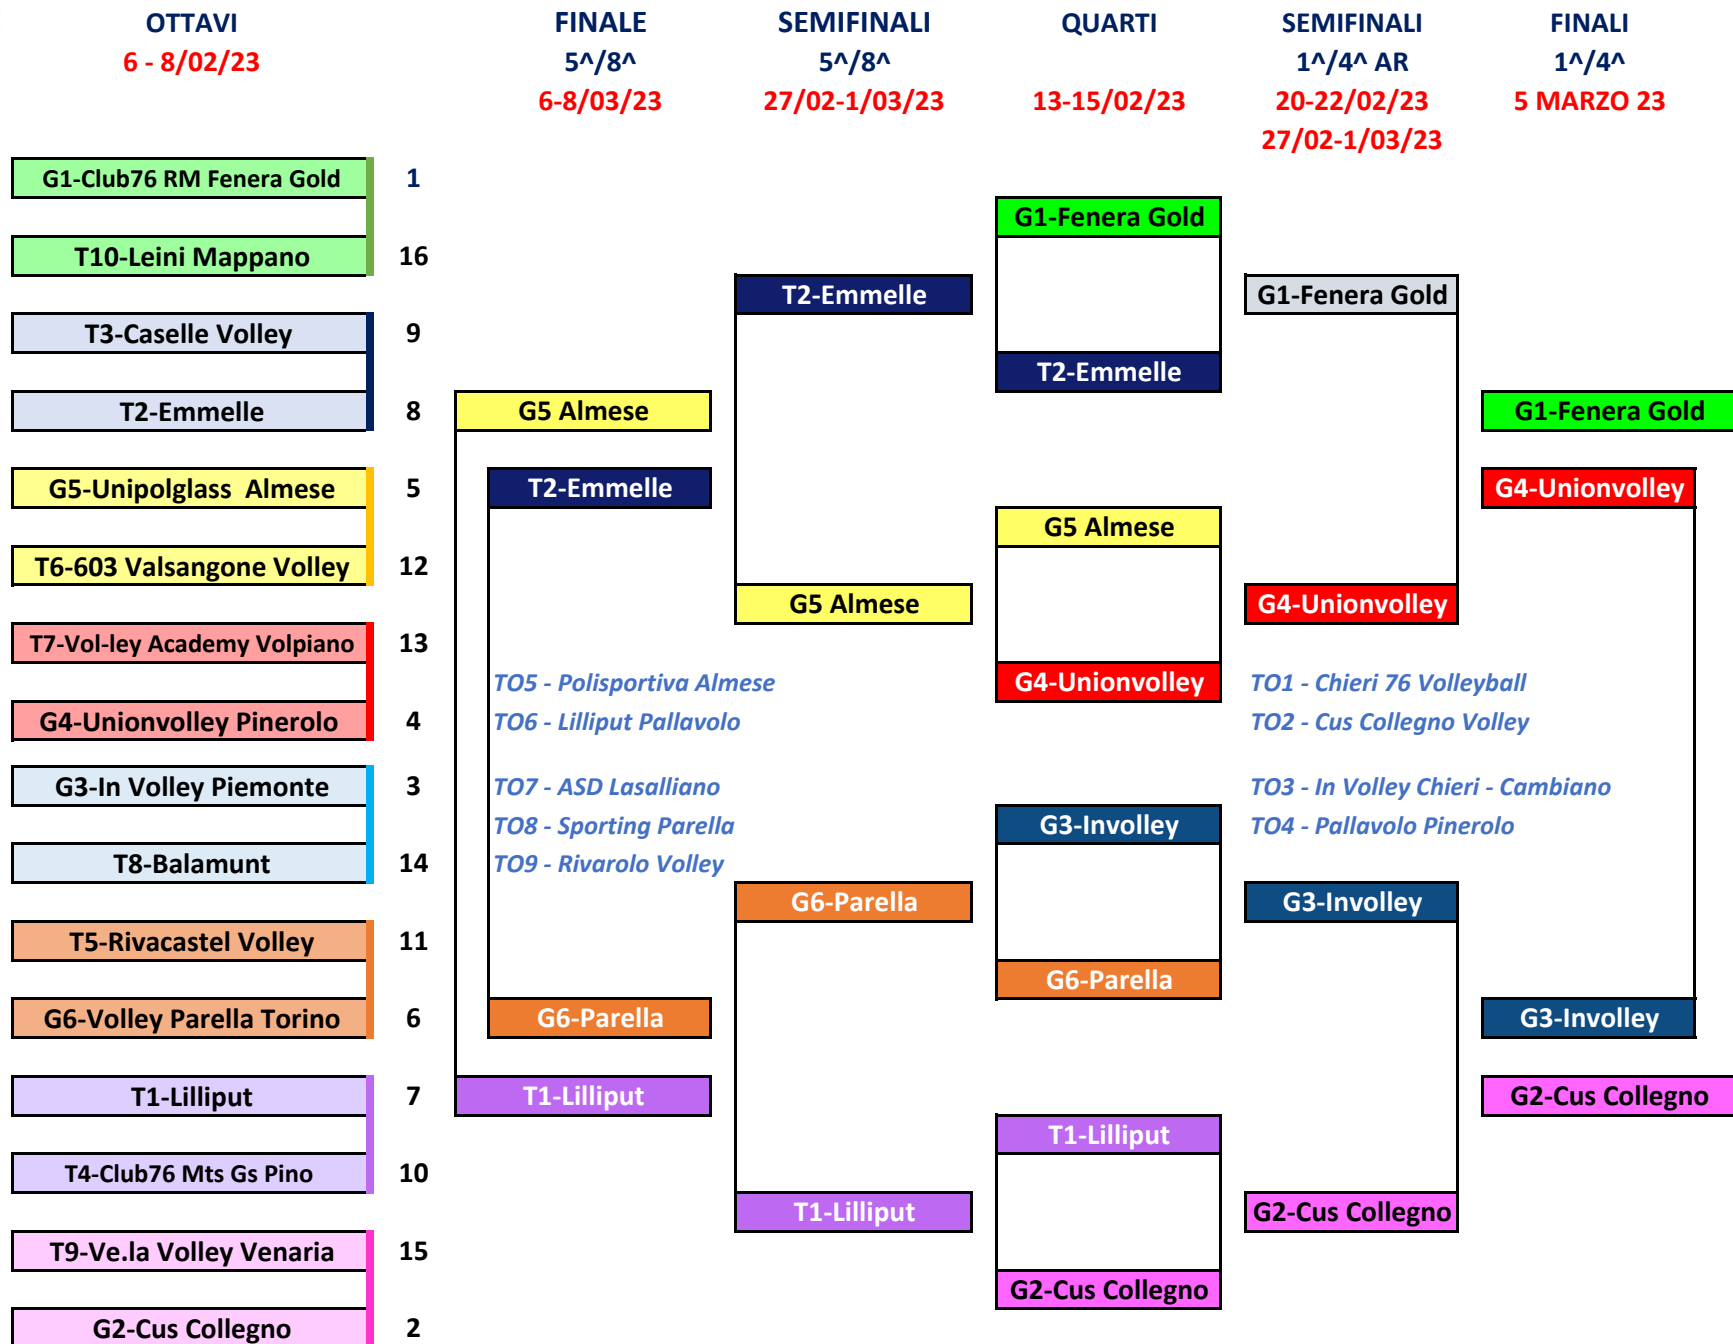 OTTAVI FINALE SEMIFINALI QUARTI SEMIFINALI FINALI
6 - 8/02/23 5^/8^ 5^/8^ 1^/4^ AR 1^/4^
6-8/03/23 27/02-1/03/23 13-15/02/23 20-22/02/23 5 MARZO 23
27/02-1/03/23
G1-Club76 RM Fenera Gold 1
G1-Fenera Gold
T10-Leini Mappano 16
T2-Emmelle G1-Fenera Gold
T3-Caselle Volley 9
T2-Emmelle
T2-Emmelle 8 G5 Almese G1-Fenera Gold
G5-Unipolglass Almese 5 T2-Emmelle G4-Unionvolley
G5 Almese
T6-603 Valsangone Volley 12
G5 Almese G4-Unionvolley
T7-Vol-ley Academy Volpiano 13
TO5 - Polisportiva Almese G4-Unionvolley TO1 - Chieri 76 Volleyball
G4-Unionvolley Pinerolo 4 TO6 - Lilliput Pallavolo TO2 - Cus Collegno Volley
G3-In Volley Piemonte 3 TO7 - ASD Lasalliano TO3 - In Volley Chieri - Cambiano
TO8 - Sporting Parella G3-Involley TO4 - Pallavolo Pinerolo
T8-Balamunt 14 TO9 - Rivarolo Volley
G6-Parella G3-Involley
T5-Rivacastel Volley 11
G6-Parella
G6-Volley Parella Torino 6 G6-Parella G3-Involley
T1-Lilliput 7 T1-Lilliput G2-Cus Collegno
T1-Lilliput
T4-Club76 Mts Gs Pino 10
T1-Lilliput G2-Cus Collegno
T9-Ve.la Volley Venaria 15
G2-Cus Collegno
G2-Cus Collegno 2